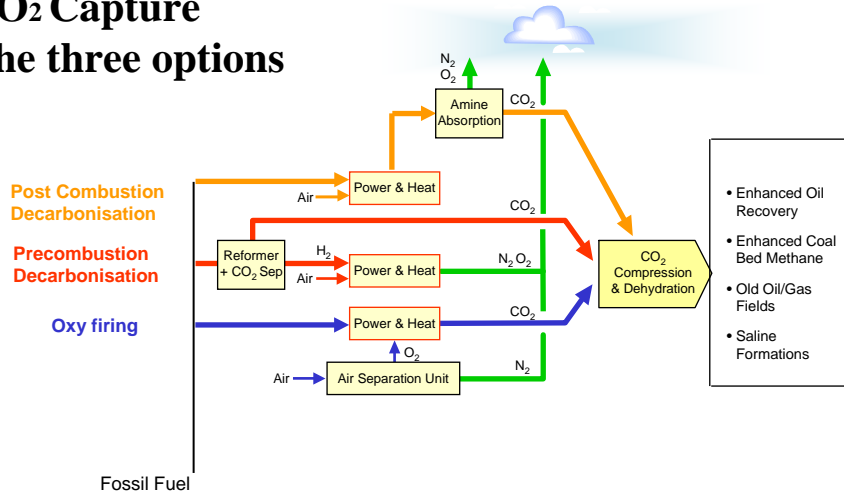 O₂ Capture
he three options
N₂
O₂
Amine
Absorption
CO₂
Post Combustion
Decarbonisation
Air
Power & Heat
CO₂
Precombustion
Decarbonisation
Reformer
+ CO₂ Sep
H₂
Air
Power & Heat
N₂ O₂
CO₂
Compression
& Dehydration
• Enhanced Oil
Recovery
• Enhanced Coal
Bed Methane
• Old Oil/Gas
Fields
• Saline
Formations
Oxy firing
Power & Heat
CO₂
O₂
Air
Air Separation Unit
N₂
Fossil Fuel